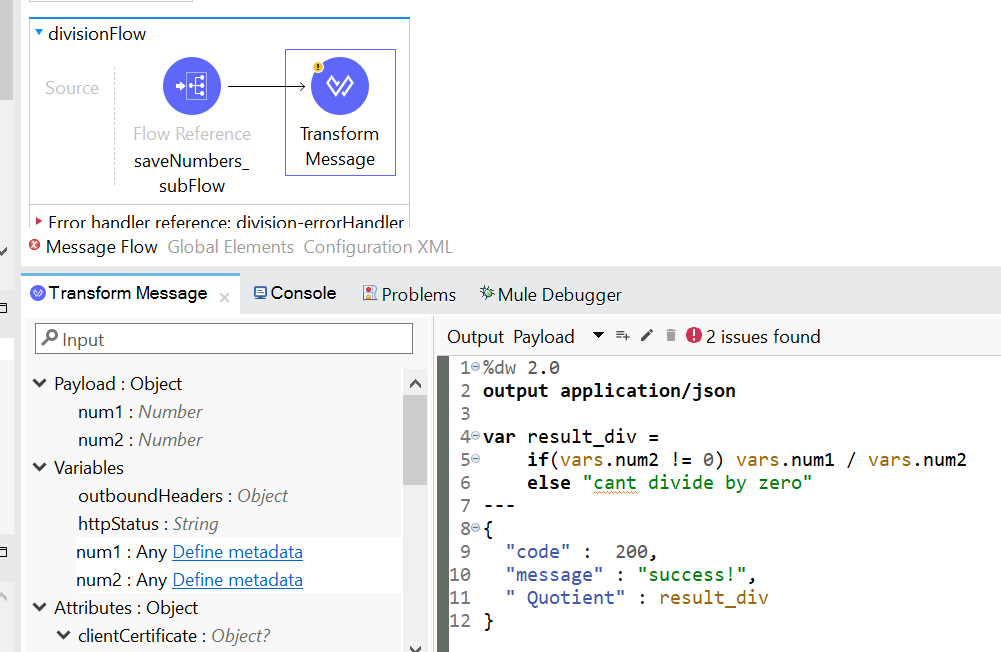 divisionFlow
Source
Flow Reference
saveNumbers_
subFlow
Transform
Message
Error handler reference: division-errorHandler
Message Flow Global Elements Configuration XML
Transform Message Console Problems Mule Debugger
Input
Payload : Object
num1 : Number
num2 : Number
Variables
outboundHeaders : Object
httpStatus : String
num1 : Any Define metadata
num2 : Any Define metadata
Attributes : Object
clientCertificate : Object?
Output Payload 2 issues found
1 %dw 2.0
2 output application/json
3
4 var result_div =
5 if(vars.num2 != 0) vars.num1 / vars.num2
6 else "cant divide by zero"
7 ---
8 {
9 "code" :  200,
10 "message" : "success!",
11 " Quotient" : result_div
12 }